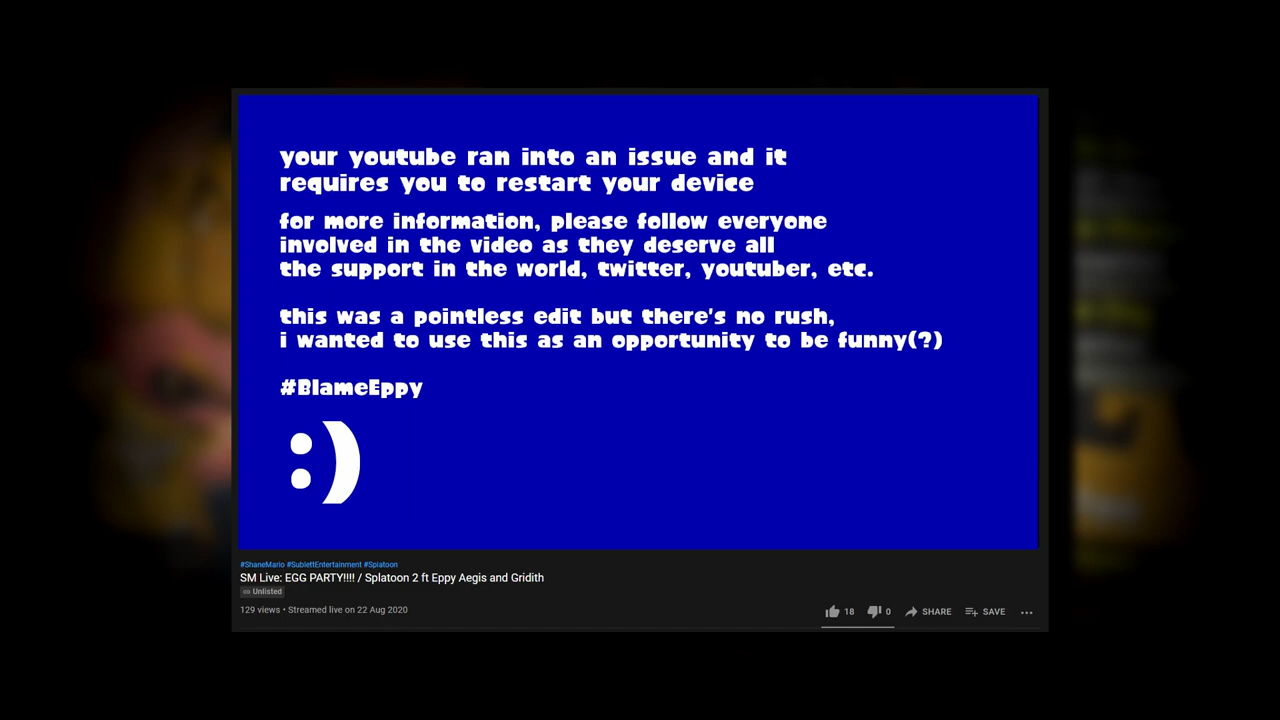 your youtube ran into an issue and it
requires you to restart your device
for more information, please follow everyone
involved in the video as they deserve all
the support in the world, twitter, youtuber, etc.
this was a pointless edit but there's no rush,
i wanted to use this as an opportunity to be funny(?)
#BlameEppy
:)
#ShaneMario #SublettEntertainment #Splatoon
SM Live: EGG PARTY!!!! / Splatoon 2 ft Eppy Aegis and Gridith
Unlisted
129 views • Streamed live on 22 Aug 2020
18 0 SHARE SAVE ...